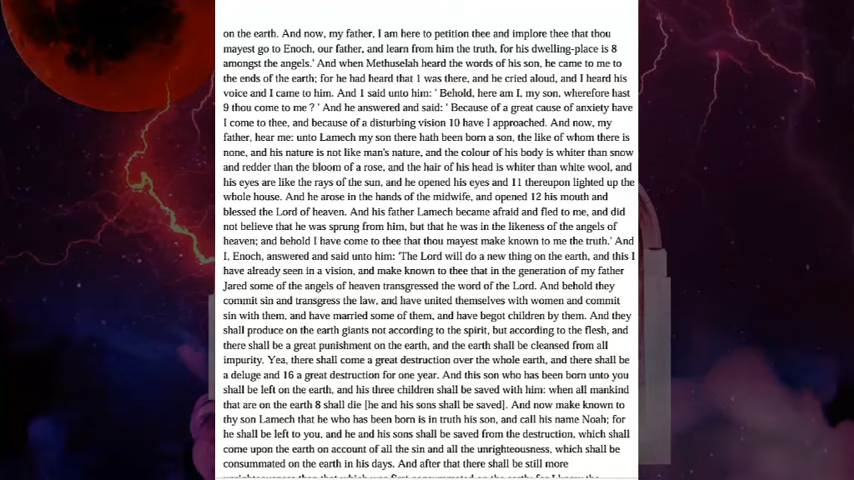 on the earth. And now, my father, I am here to petition thee and implore thee that thou
mayest go to Enoch, our father, and learn from him the truth, for his dwelling-place is 8
amongst the angels.' And when Methuselah heard the words of his son, he came to me to
the ends of the earth; for he had heard that 1 was there, and he cried aloud, and I heard his
voice and I came to him. And 1 said unto him: ' Behold, here am I, my son, wherefore hast
9 thou come to me ? ' And he answered and said: ' Because of a great cause of anxiety have
I come to thee, and because of a disturbing vision 10 have I approached. And now, my
father, hear me: unto Lamech my son there hath been born a son, the like of whom there is
none, and his nature is not like man's nature, and the colour of his body is whiter than snow
and redder than the bloom of a rose, and the hair of his head is whiter than white wool, and
his eyes are like the rays of the sun, and he opened his eyes and 11 thereupon lighted up the
whole house. And he arose in the hands of the midwife, and opened 12 his mouth and
blessed the Lord of heaven. And his father Lamech became afraid and fled to me, and did
not believe that he was sprung from him, but that he was in the likeness of the angels of
heaven; and behold I have come to thee that thou mayest make known to me the truth.' And
I, Enoch, answered and said unto him: 'The Lord will do a new thing on the earth, and this I
have already seen in a vision, and make known to thee that in the generation of my father
Jared some of the angels of heaven transgressed the word of the Lord. And behold they
commit sin and transgress the law, and have united themselves with women and commit
sin with them, and have married some of them, and have begot children by them. And they
shall produce on the earth giants not according to the spirit, but according to the flesh, and
there shall be a great punishment on the earth, and the earth shall be cleansed from all
impurity. Yea, there shall come a great destruction over the whole earth, and there shall be
a deluge and 16 a great destruction for one year. And this son who has been born unto you
shall be left on the earth, and his three children shall be saved with him: when all mankind
that are on the earth 8 shall die [he and his sons shall be saved]. And now make known to
thy son Lamech that he who has been born is in truth his son, and call his name Noah; for
he shall be left to you, and he and his sons shall be saved from the destruction, which shall
come upon the earth on account of all the sin and all the unrighteousness, which shall be
consummated on the earth in his days. And after that there shall be still more